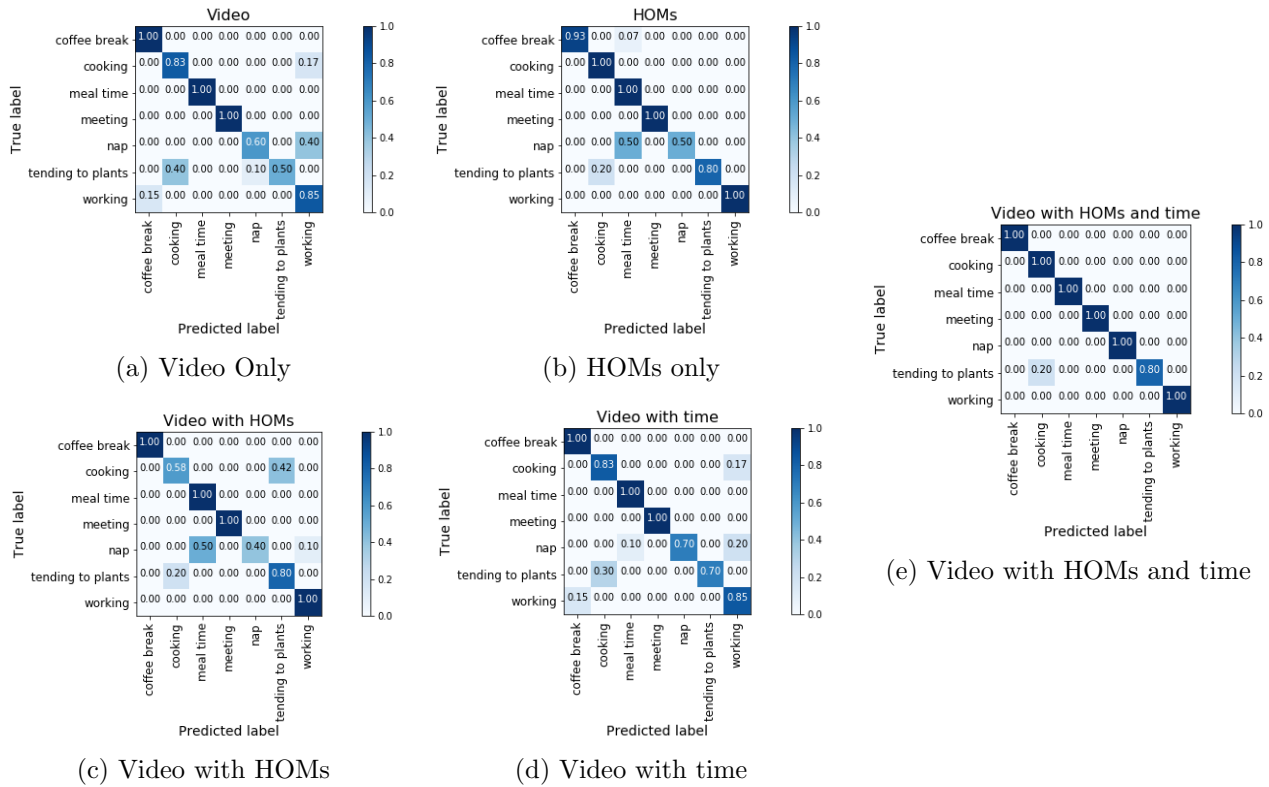 Video
True label
coffee break 1.00 0.00 0.00 0.00 0.00 0.00 0.00
cooking 0.00 0.83 0.00 0.00 0.00 0.00 0.17
meal time 0.00 0.00 1.00 0.00 0.00 0.00 0.00
meeting 0.00 0.00 0.00 1.00 0.00 0.00 0.00
nap 0.00 0.00 0.00 0.00 0.60 0.00 0.40
tending to plants 0.00 0.40 0.00 0.00 0.10 0.50 0.00
working 0.15 0.00 0.00 0.00 0.00 0.00 0.85
coffee break
cooking
meal time
meeting
nap
tending to plants
working
Predicted label
1.0
0.8
0.6
0.4
0.2
0.0
(a) Video Only
HOMs
True label
coffee break 0.93 0.00 0.07 0.00 0.00 0.00 0.00
cooking 0.00 1.00 0.00 0.00 0.00 0.00 0.00
meal time 0.00 0.00 1.00 0.00 0.00 0.00 0.00
meeting 0.00 0.00 0.00 1.00 0.00 0.00 0.00
nap 0.00 0.00 0.50 0.00 0.50 0.00 0.00
tending to plants 0.00 0.20 0.00 0.00 0.00 0.80 0.00
working 0.00 0.00 0.00 0.00 0.00 0.00 1.00
coffee break
cooking
meal time
meeting
nap
tending to plants
working
Predicted label
1.0
0.8
0.6
0.4
0.2
0.0
(b) HOMs only
Video with HOMs
True label
coffee break 1.00 0.00 0.00 0.00 0.00 0.00 0.00
cooking 0.00 0.58 0.00 0.00 0.00 0.42 0.00
meal time 0.00 0.00 1.00 0.00 0.00 0.00 0.00
meeting 0.00 0.00 0.00 1.00 0.00 0.00 0.00
nap 0.00 0.00 0.50 0.00 0.40 0.00 0.10
tending to plants 0.00 0.20 0.00 0.00 0.00 0.80 0.00
working 0.00 0.00 0.00 0.00 0.00 0.00 1.00
coffee break
cooking
meal time
meeting
nap
tending to plants
working
Predicted label
1.0
0.8
0.6
0.4
0.2
0.0
(c) Video with HOMs
Video with time
True label
coffee break 1.00 0.00 0.00 0.00 0.00 0.00 0.00
cooking 0.00 0.83 0.00 0.00 0.00 0.00 0.17
meal time 0.00 0.00 1.00 0.00 0.00 0.00 0.00
meeting 0.00 0.00 0.00 1.00 0.00 0.00 0.00
nap 0.00 0.00 0.10 0.00 0.70 0.00 0.20
tending to plants 0.00 0.30 0.00 0.00 0.00 0.70 0.00
working 0.15 0.00 0.00 0.00 0.00 0.00 0.85
coffee break
cooking
meal time
meeting
nap
tending to plants
working
Predicted label
1.0
0.8
0.6
0.4
0.2
0.0
(d) Video with time
Video with HOMs and time
True label
coffee break 1.00 0.00 0.00 0.00 0.00 0.00 0.00
cooking 0.00 1.00 0.00 0.00 0.00 0.00 0.00
meal time 0.00 0.00 1.00 0.00 0.00 0.00 0.00
meeting 0.00 0.00 0.00 1.00 0.00 0.00 0.00
nap 0.00 0.00 0.00 0.00 1.00 0.00 0.00
tending to plants 0.00 0.20 0.00 0.00 0.00 0.80 0.00
working 0.00 0.00 0.00 0.00 0.00 0.00 1.00
coffee break
cooking
meal time
meeting
nap
tending to plants
working
Predicted label
1.0
0.8
0.6
0.4
0.2
0.0
(e) Video with HOMs and time